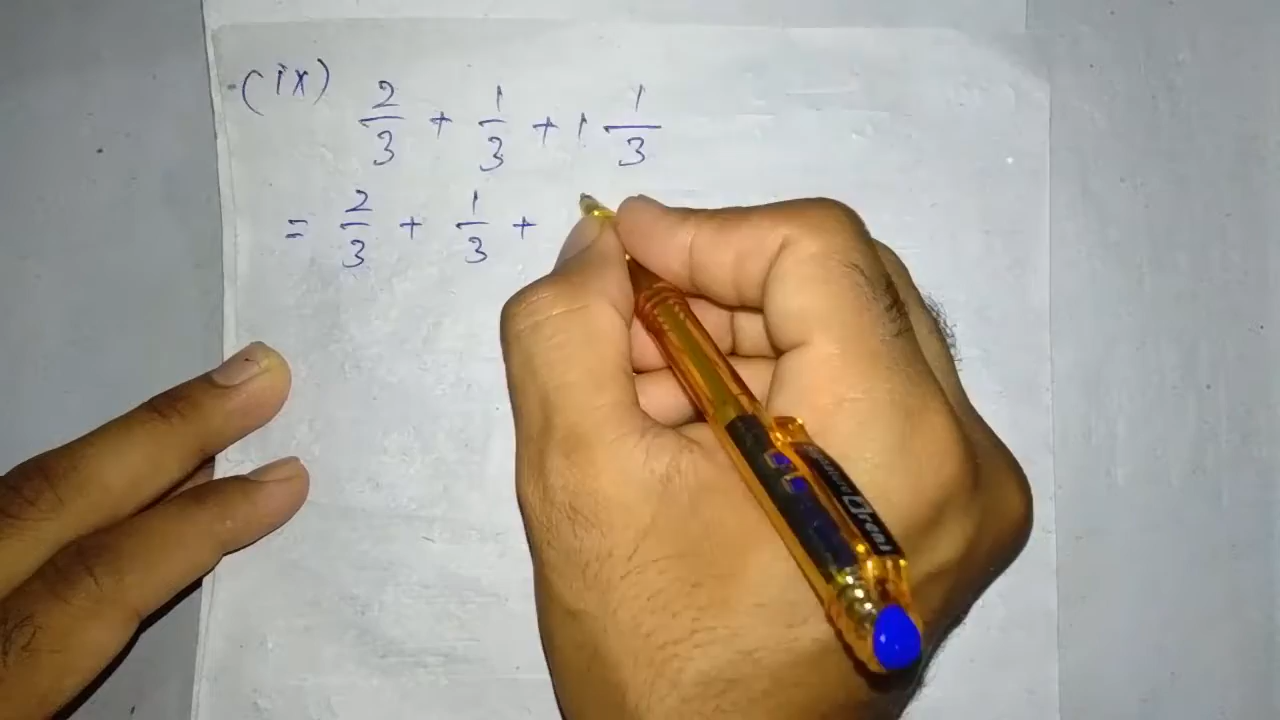 (ix) 2/3 + 1/3 + 1 1/3
= 2/3 + 1/3 +